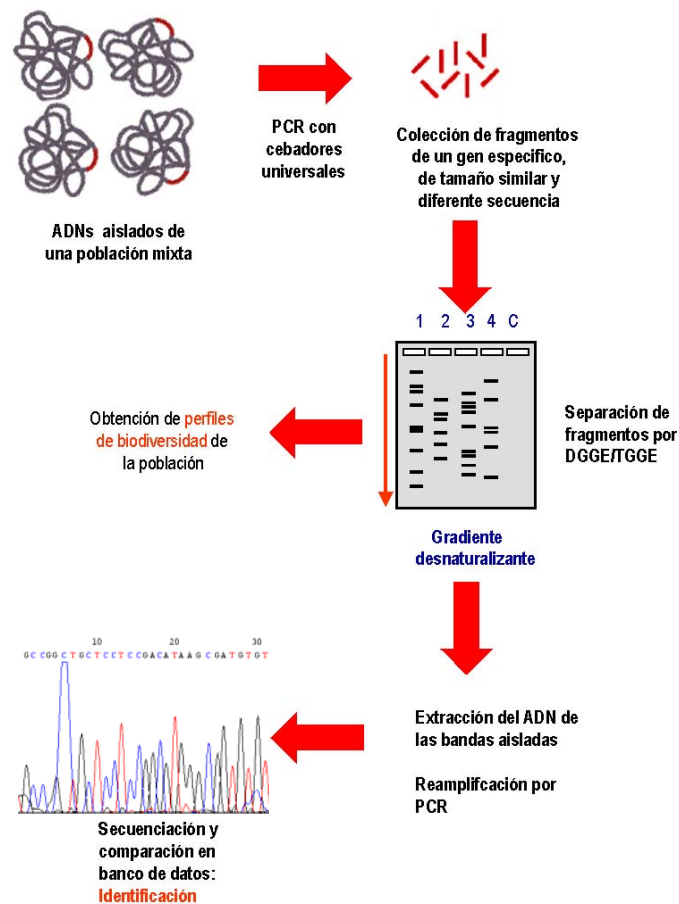 ADNs aislados de
una población mixta
PCR con
cebadores
universales
Colección de fragmentos
de un gen especifico,
de tamaño similar y
diferente secuencia
1 2 3 4 C
Separación de
fragmentos por
DGGE/TGGE
Obtención de perfiles
de biodiversidad de
la población
Gradiente
desnaturalizante
Extracción del ADN de
las bandas aisladas
Reamplifcación por
PCR
10 20 30
GCCGGCTGCTCCTCCGACATAAGCGATGTGT
Secuenciación y
comparación en
banco de datos:
Identificación